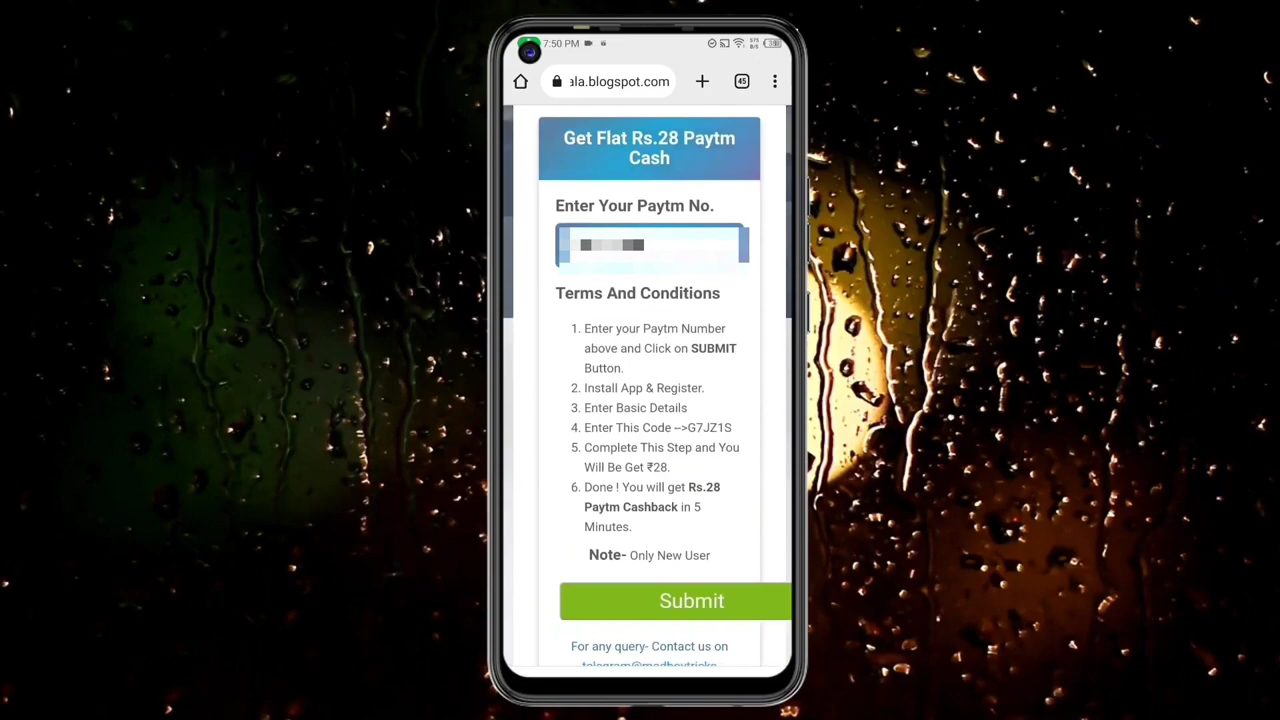 7:50 PM
ala.blogspot.com
45
Get Flat Rs.28 Paytm
Cash
Enter Your Paytm No.
Terms And Conditions
1. Enter your Paytm Number
above and Click on SUBMIT
Button.
2. Install App & Register.
3. Enter Basic Details
4. Enter This Code -->G7JZ1S
5. Complete This Step and You
Will Be Get ₹28.
6. Done ! You will get Rs.28
Paytm Cashback in 5
Minutes.
Note- Only New User
Submit
For any query- Contact us on
telegram@madboytricks